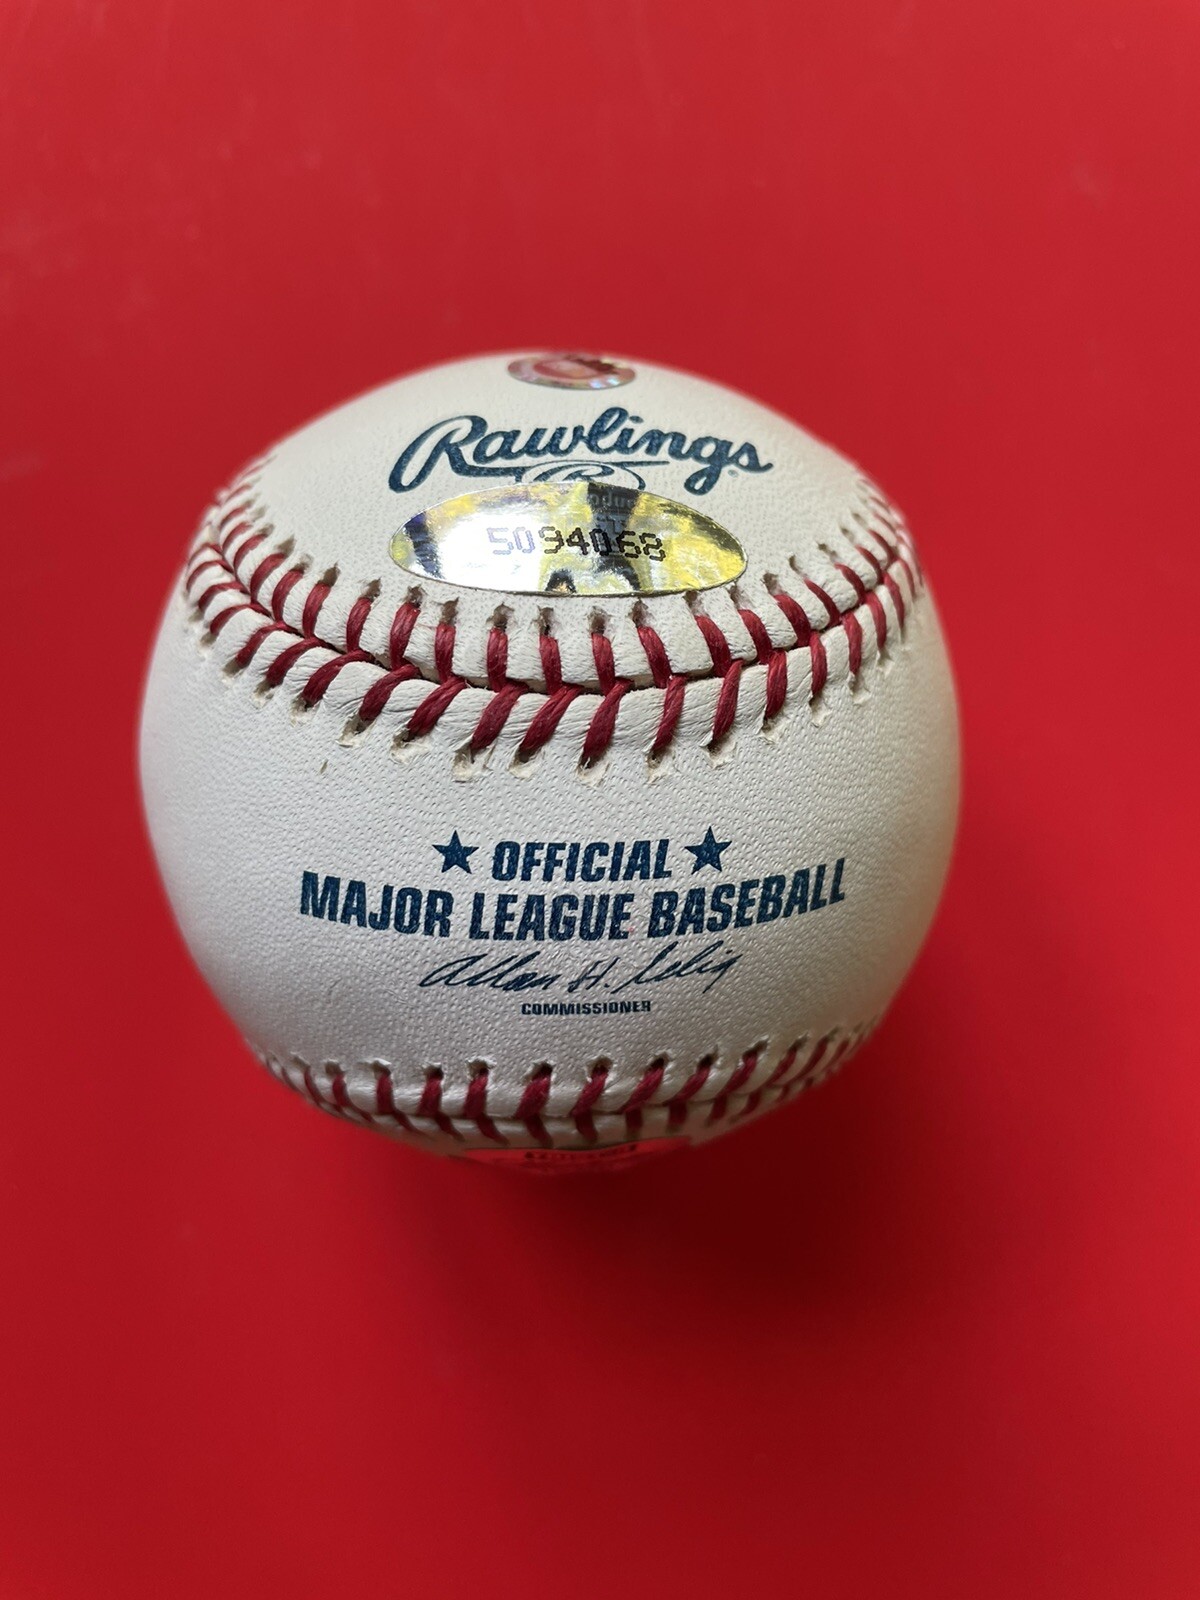 Rawlings
R
5094068
★ OFFICIAL ★
MAJOR LEAGUE BASEBALL
Allan H. Selig
COMMISSIONER